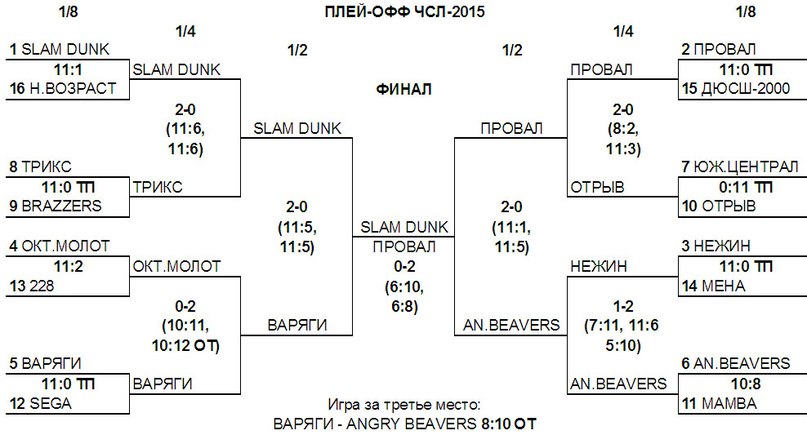 ПЛЕЙ-ОФФ ЧСЛ-2015
1/8
1/4
1/2
ФИНАЛ
1/2
1/4
1/8
1 SLAM DUNK
11:1
16 Н.ВОЗРАСТ
SLAM DUNK
2-0
(11:6,
11:6)
8 ТРИКС
11:0 ТП
9 BRAZZERS
ТРИКС
SLAM DUNK
2-0
(11:5,
11:5)
4 ОКТ.МОЛОТ
11:2
13 228
ОКТ.МОЛОТ
0-2
(10:11,
10:12 ОТ)
5 ВАРЯГИ
11:0 ТП
12 SEGA
ВАРЯГИ
ВАРЯГИ
SLAM DUNK
ПРОВАЛ
0-2
(6:10,
6:8)
ПРОВАЛ
2-0
(11:1,
11:5)
AN.BEAVERS
ПРОВАЛ
2-0
(8:2,
11:3)
ОТРЫВ
2 ПРОВАЛ
11:0 ТП
15 ДЮСШ-2000
7 ЮЖ.ЦЕНТРАЛ
0:11 ТП
10 ОТРЫВ
НЕЖИН
1-2
(7:11, 11:6
5:10)
AN.BEAVERS
3 НЕЖИН
11:0 ТП
14 МЕНА
6 AN.BEAVERS
10:8
11 МАМВА
Игра за третье место:
ВАРЯГИ - ANGRY BEAVERS 8:10 ОТ